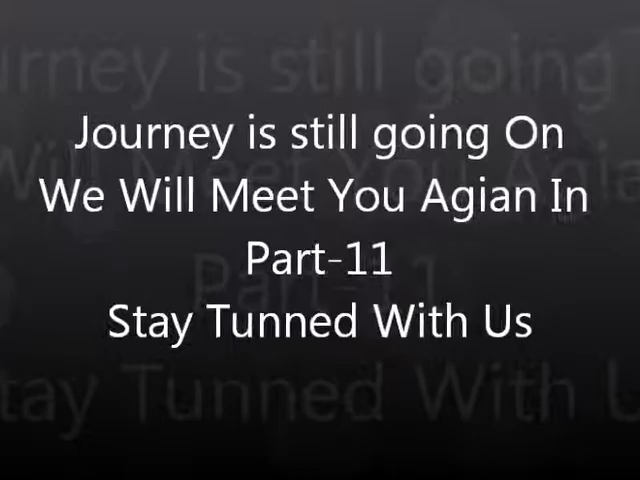 Journey is still going On
We Will Meet You Agian In
Part-11
Stay Tunned With Us